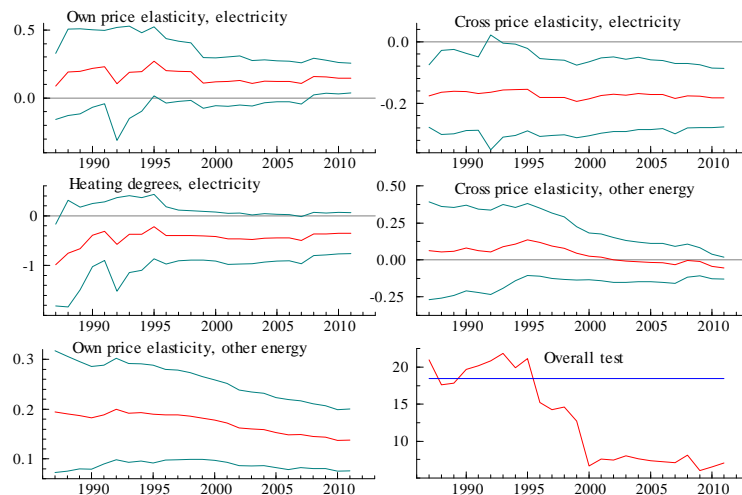 Own price elasticity, electricity
0.5
0.0
1990 1995 2000 2005 2010
Cross price elasticity, electricity
0.0
-0.2
1990 1995 2000 2005 2010
Heating degrees, electricity
0
-1
1990 1995 2000 2005 2010
Cross price elasticity, other energy
0.50
0.25
0.00
-0.25
1990 1995 2000 2005 2010
Own price elasticity, other energy
0.3
0.2
0.1
1990 1995 2000 2005 2010
Overall test
20
15
10
1990 1995 2000 2005 2010